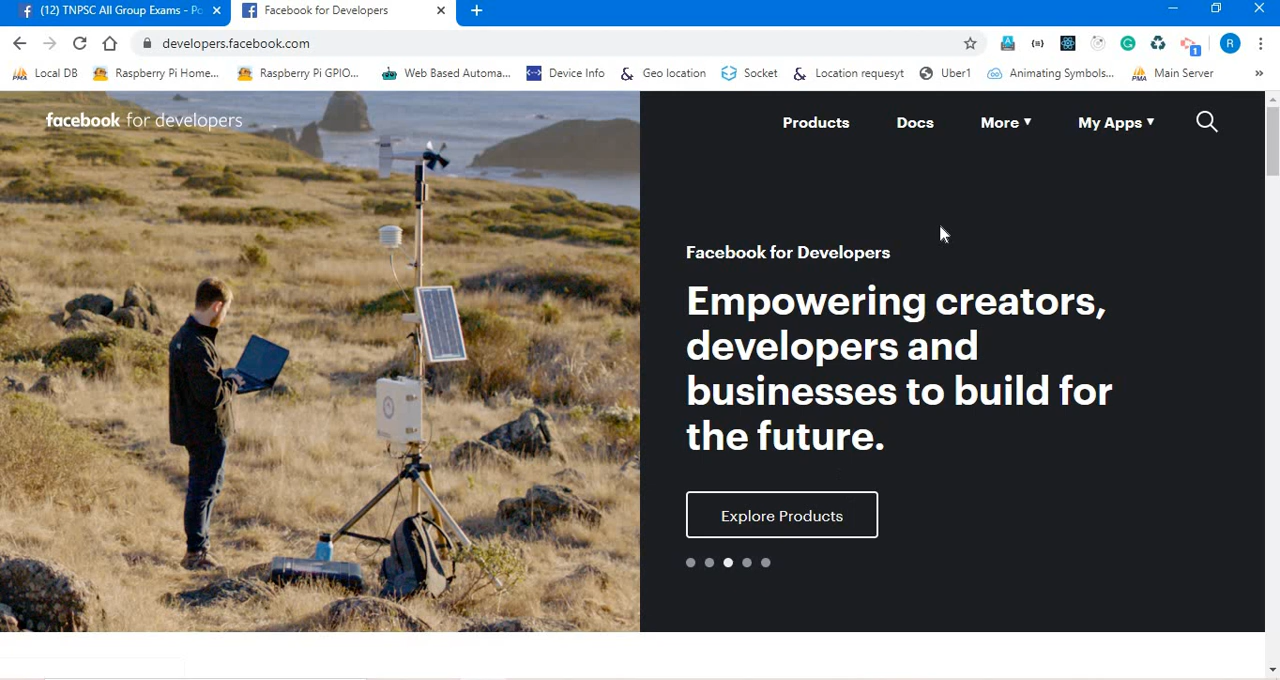 (12) TNPSC All Group Exams - Po
Facebook for Developers
developers.facebook.com
R
1
Local DB
Raspberry Pi Home...
Raspberry Pi GPIO...
Web Based Automa...
Device Info
Geo location
Socket
Location requesyt
Uber1
Animating Symbols...
Main Server
»
facebook for developers
Products
Docs
More
My Apps
Facebook for Developers
Empowering creators,
developers and
businesses to build for
the future.
Explore Products